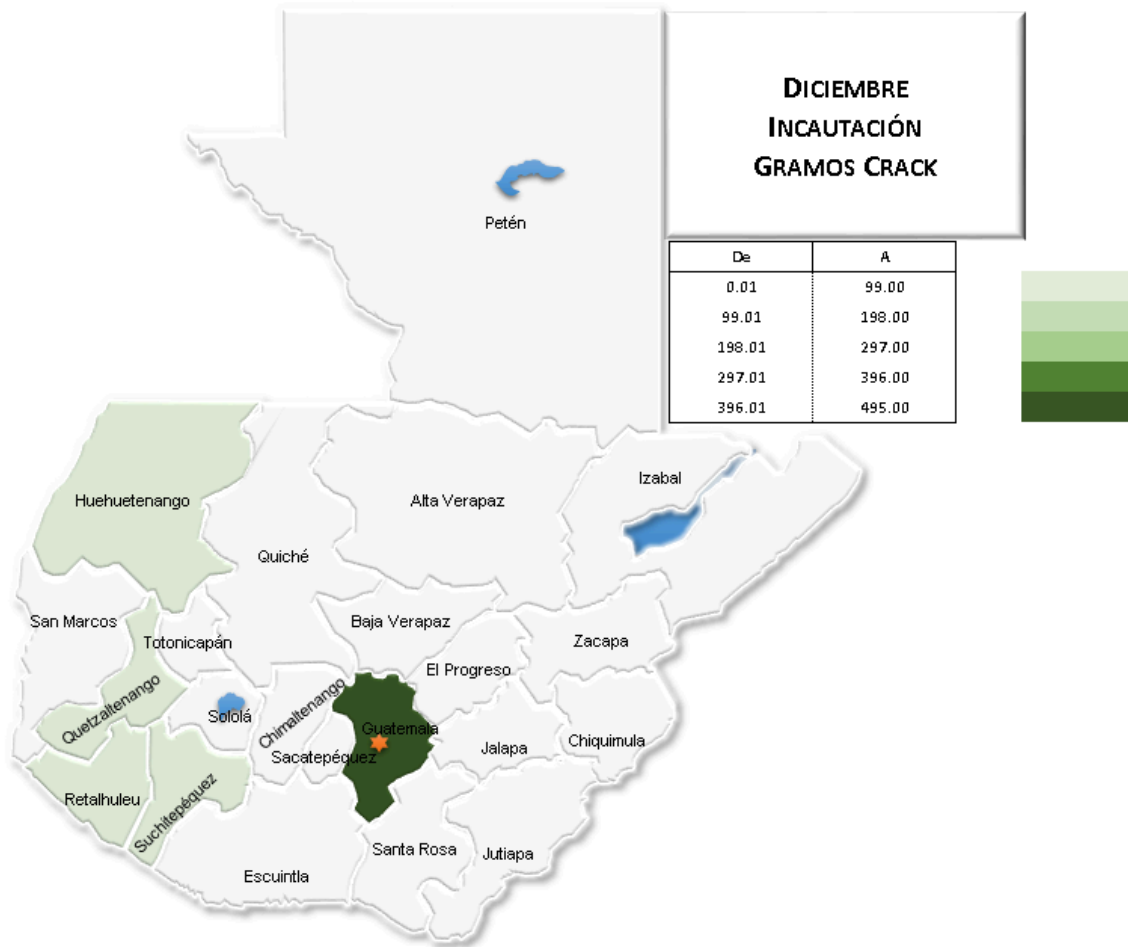 DICIEMBRE
INCAUTACIÓN
GRAMOS CRACK
De A
0.01 99.00
99.01 198.00
198.01 297.00
297.01 396.00
396.01 495.00
Petén
Izabal
Huehuetenango
Alta Verapaz
Quiché
San Marcos
Baja Verapaz
Totonicapán
Zacapa
El Progreso
Quetzaltenango
Sololá
Chimaltenango
Guatemala
Sacatepéquez
Jalapa
Chiquimula
Retalhuleu
Suchitepéquez
Escuintla
Santa Rosa
Jutiapa